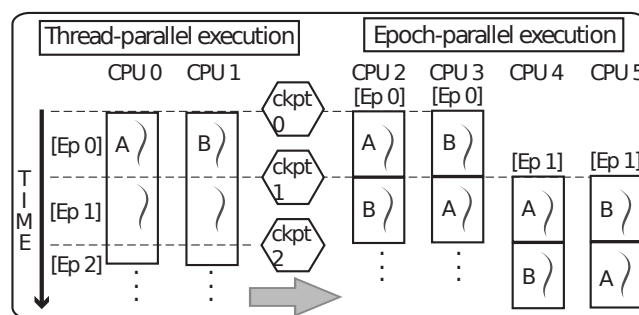 Thread-parallel execution
Epoch-parallel execution
CPU 0
CPU 1
CPU 2
CPU 3
CPU 4
CPU 5
[Ep 0]
[Ep 0]
ckpt
0
[Ep 0]
A
B
A
B
[Ep 1]
[Ep 1]
ckpt
1
TIME
[Ep 1]
B
A
A
B
ckpt
2
[Ep 2]
B
A